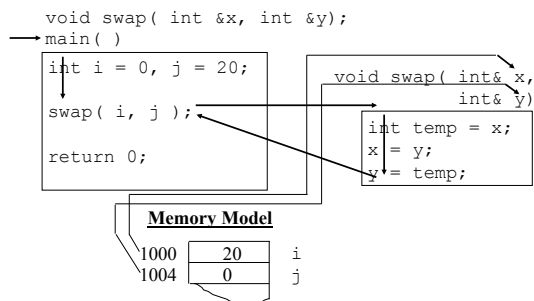 void swap( int &x, int &y);
main( )
int i = 0, j = 20;
swap( i, j );
return 0;
void swap( int& x,
int& y)
int temp = x;
x = y;
y = temp;
Memory Model
1000 20 i
1004 0 j